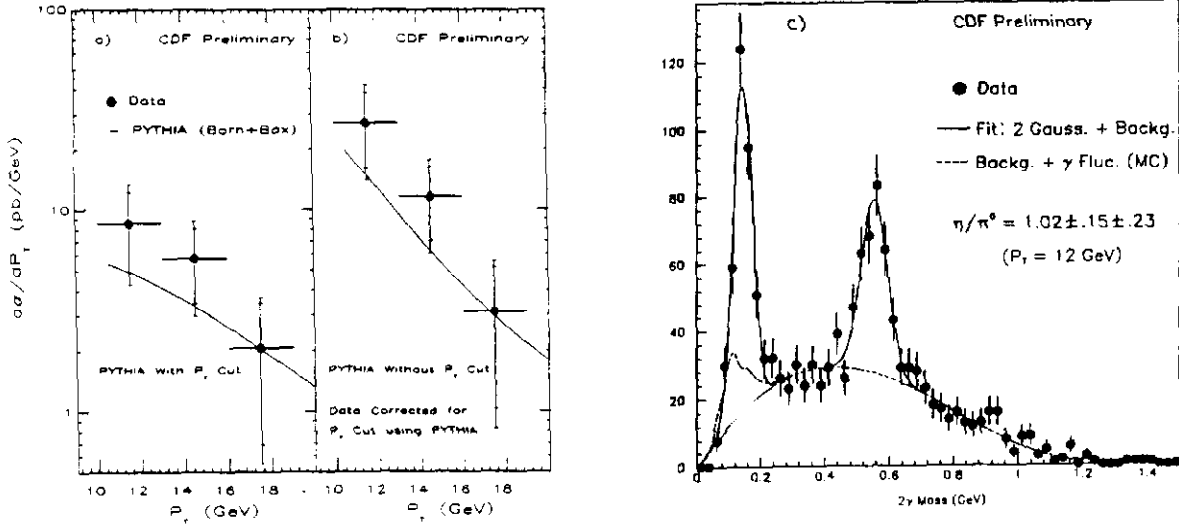 100
10
1
dσ/dP_T (pb/GeV)
a) CDF Preliminary
● Data
– PYTHIA (Born+Box)
PYTHIA with P_T Cut
10 12 14 16 18
P_T (GeV)
b) CDF Preliminary
PYTHIA Without P_T Cut
Data Corrected for
P_T Cut using PYTHIA
10 12 14 16 18
P_T (GeV)
c) CDF Preliminary
● Data
— Fit: 2 Gauss. + Backg.
---- Backg. + γ Fluc. (MC)
η/π⁰ = 1.02±.15±.23
(P_T = 12 GeV)
120
100
80
60
40
20
0
0 0.2 0.4 0.6 0.8 1 1.2 1.4
2γ Mass (GeV)